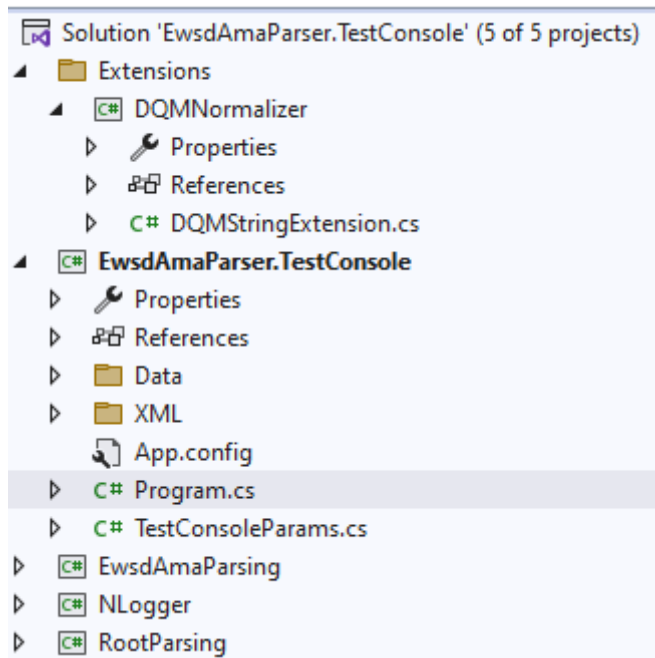 Solution 'EwsdAmaParser.TestConsole' (5 of 5 projects)
Extensions
C# DQMNormalizer
Properties
References
C# DQMStringExtension.cs
C# EwsdAmaParser.TestConsole
Properties
References
Data
XML
App.config
C# Program.cs
C# TestConsoleParams.cs
C# EwsdAmaParsing
C# NLogger
C# RootParsing